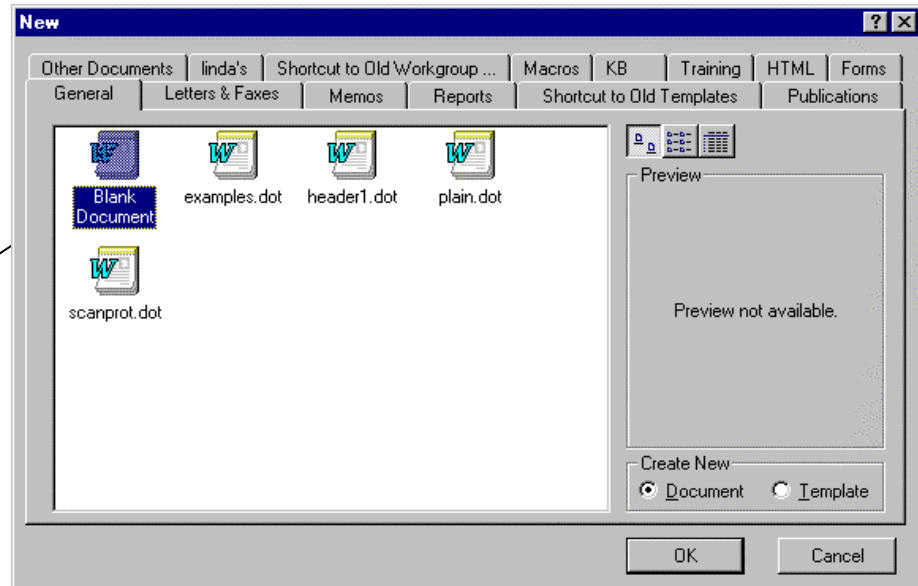 New
Other Documents linda's Shortcut to Old Workgroup ... Macros KB Training HTML Forms
General Letters & Faxes Memos Reports Shortcut to Old Templates Publications
Blank Document
examples.dot
header1.dot
plain.dot
scanprot.dot
Preview
Preview not available.
Create New
Document Template
OK Cancel